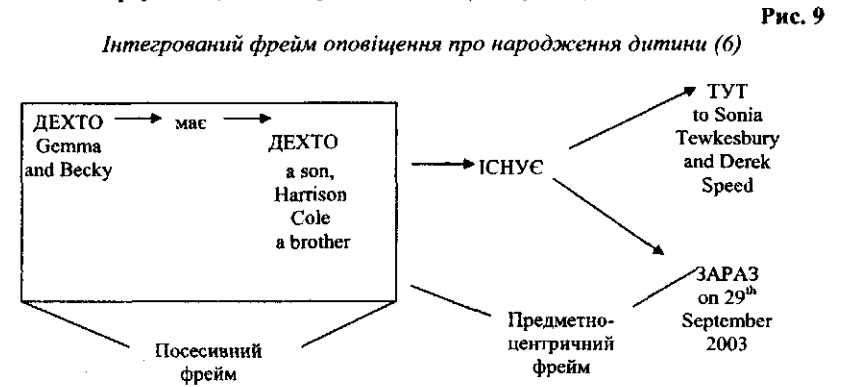 Рис. 9
Інтегрований фрейм оповіщення про народження дитини (6)
ДЕХТО
Gemma
and Becky
має
ДЕХТО
a son,
Harrison
Cole
a brother
ІСНУЄ
ТУТ
to Sonia
Tewkesbury
and Derek
Speed
ЗАРАЗ
on 29th
September
2003
Предметно-
центричний
фрейм
Посесивний
фрейм